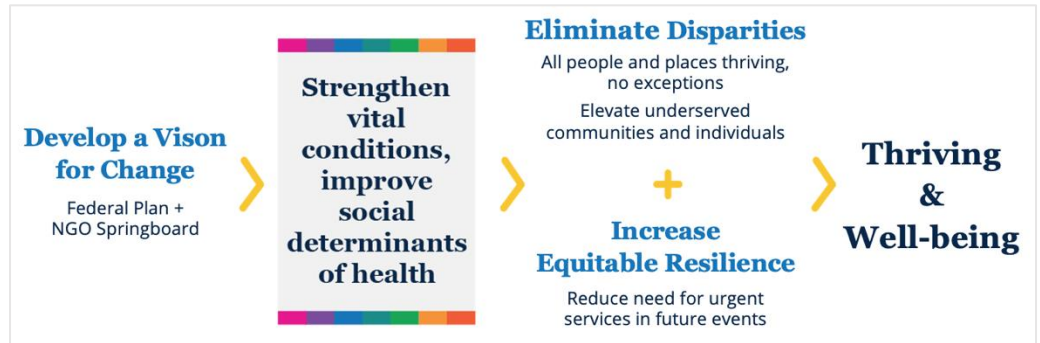 Develop a Vison
for Change
Federal Plan +
NGO Springboard
Strengthen
vital
conditions,
improve
social
determinants
of health
Eliminate Disparities
All people and places thriving,
no exceptions
Elevate underserved
communities and individuals
+
Increase
Equitable Resilience
Reduce need for urgent
services in future events
Thriving
&
Well-being